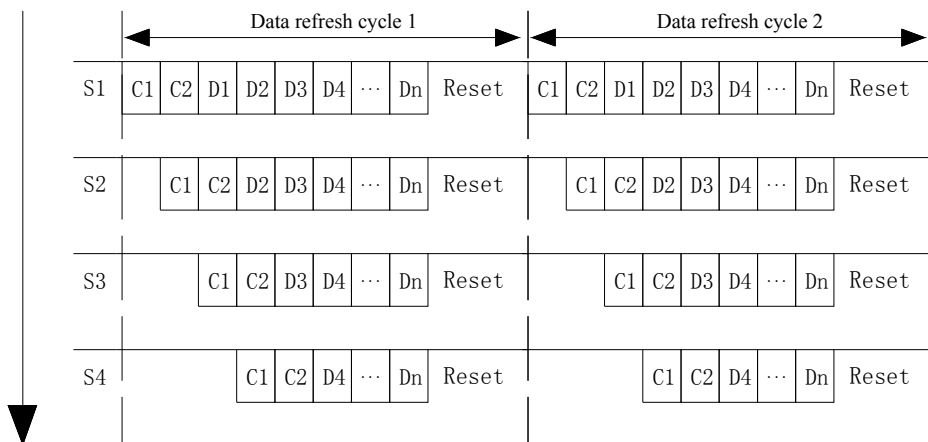 Data refresh cycle 1 Data refresh cycle 2
S1 C1 C2 D1 D2 D3 D4 ··· Dn Reset C1 C2 D1 D2 D3 D4 ··· Dn Reset
S2 C1 C2 D2 D3 D4 ··· Dn Reset C1 C2 D2 D3 D4 ··· Dn Reset
S3 C1 C2 D3 D4 ··· Dn Reset C1 C2 D3 D4 ··· Dn Reset
S4 C1 C2 D4 ··· Dn Reset C1 C2 D4 ··· Dn Reset